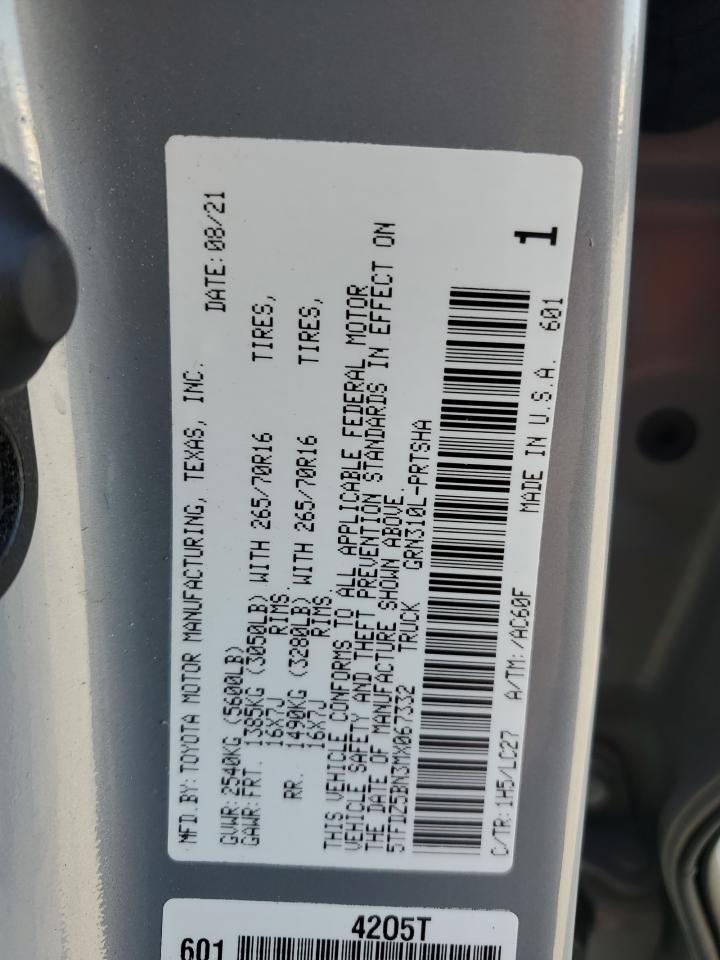 MFD.BY: TOYOTA MOTOR MANUFACTURING, TEXAS, INC.
DATE: 08/21
GVWR: 2540KG (5600LB)
GAWR: FRT. 1385KG (3050LB) WITH 265/70R16 TIRES,
16X7J RIMS.
RR. 1490KG (3280LB) WITH 265/70R16 TIRES,
16X7J RIMS.
THIS VEHICLE CONFORMS TO ALL APPLICABLE FEDERAL MOTOR
VEHICLE SAFETY AND THEFT PREVENTION STANDARDS IN EFFECT ON
THE DATE OF MANUFACTURE SHOWN ABOVE.
5TFDZ5BN3MX067332 TRUCK GRN310L-PRTSHA
1
C/TR: 1H5/LC27 A/TM: /AC60F MADE IN U.S.A. 601
4205T
601